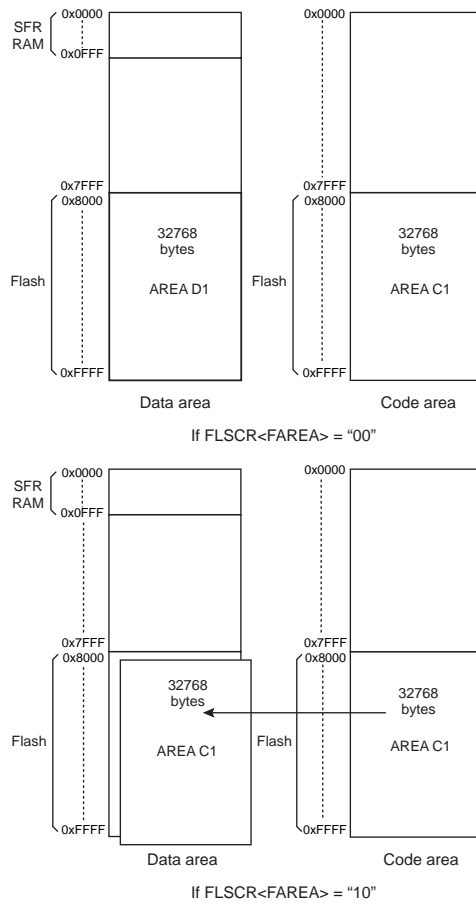 0x0000
SFR
RAM
0x0FFF
0x7FFF
0x8000
32768
bytes
Flash
AREA D1
0xFFFF
Data area
0x0000
0x7FFF
0x8000
32768
bytes
Flash
AREA C1
0xFFFF
Code area
If FLSCR<FAREA> = “00”
0x0000
SFR
RAM
0x0FFF
0x7FFF
0x8000
32768
bytes
Flash
AREA C1
0xFFFF
Data area
0x0000
0x7FFF
0x8000
32768
bytes
Flash
AREA C1
0xFFFF
Code area
If FLSCR<FAREA> = “10”